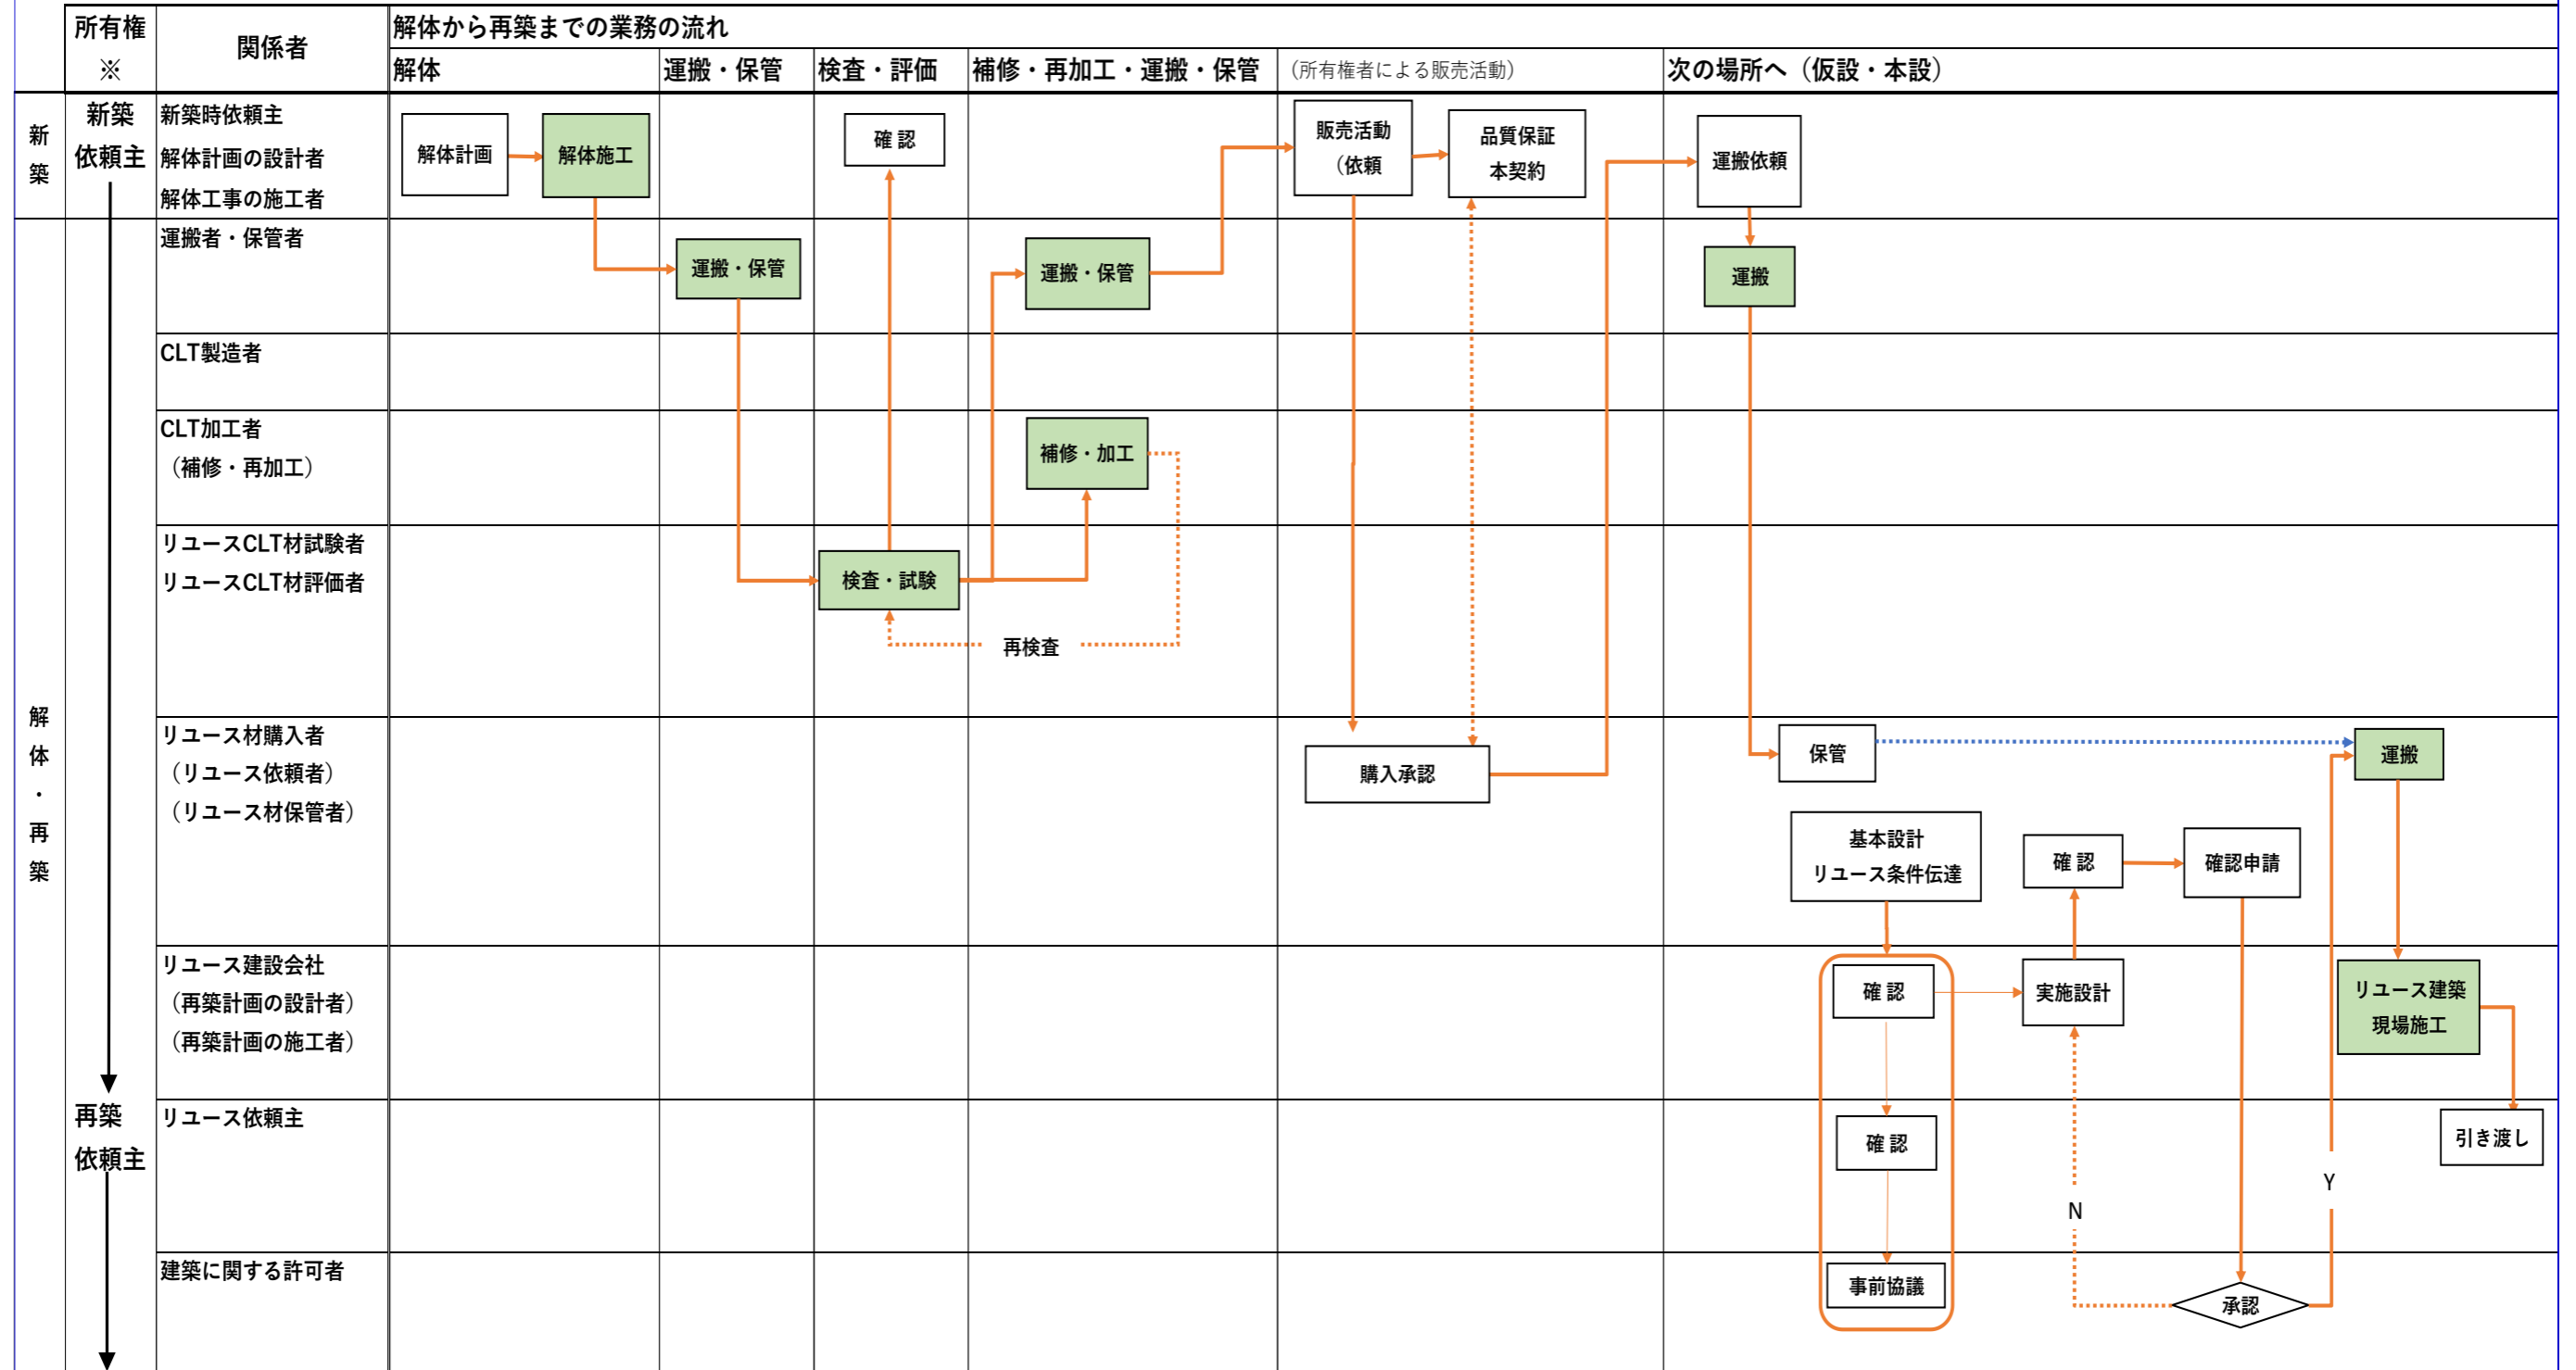 所有権
※
関係者
解体から再築までの業務の流れ
解体
運搬・保管
検査・評価
補修・再加工・運搬・保管
（所有権者による販売活動）
次の場所へ（仮設・本設）
新築
新築
依頼主
新築時依頼主
解体計画の設計者
解体工事の施工者
解体計画
解体施工
確 認
販売活動
（依頼
品質保証
本契約
運搬依頼
運搬者・保管者
運搬・保管
運搬・保管
運搬
CLT製造者
CLT加工者
（補修・再加工）
補修・加工
リユースCLT材試験者
リユースCLT材評価者
検査・試験
再検査
解体・再築
リユース材購入者
（リユース依頼者）
（リユース材保管者）
購入承認
保管
運搬
基本設計
リユース条件伝達
確 認
確認申請
リユース建設会社
（再築計画の設計者）
（再築計画の施工者）
確 認
実施設計
リユース建築
現場施工
再築
依頼主
リユース依頼主
確 認
引き渡し
Y
N
建築に関する許可者
事前協議
承認